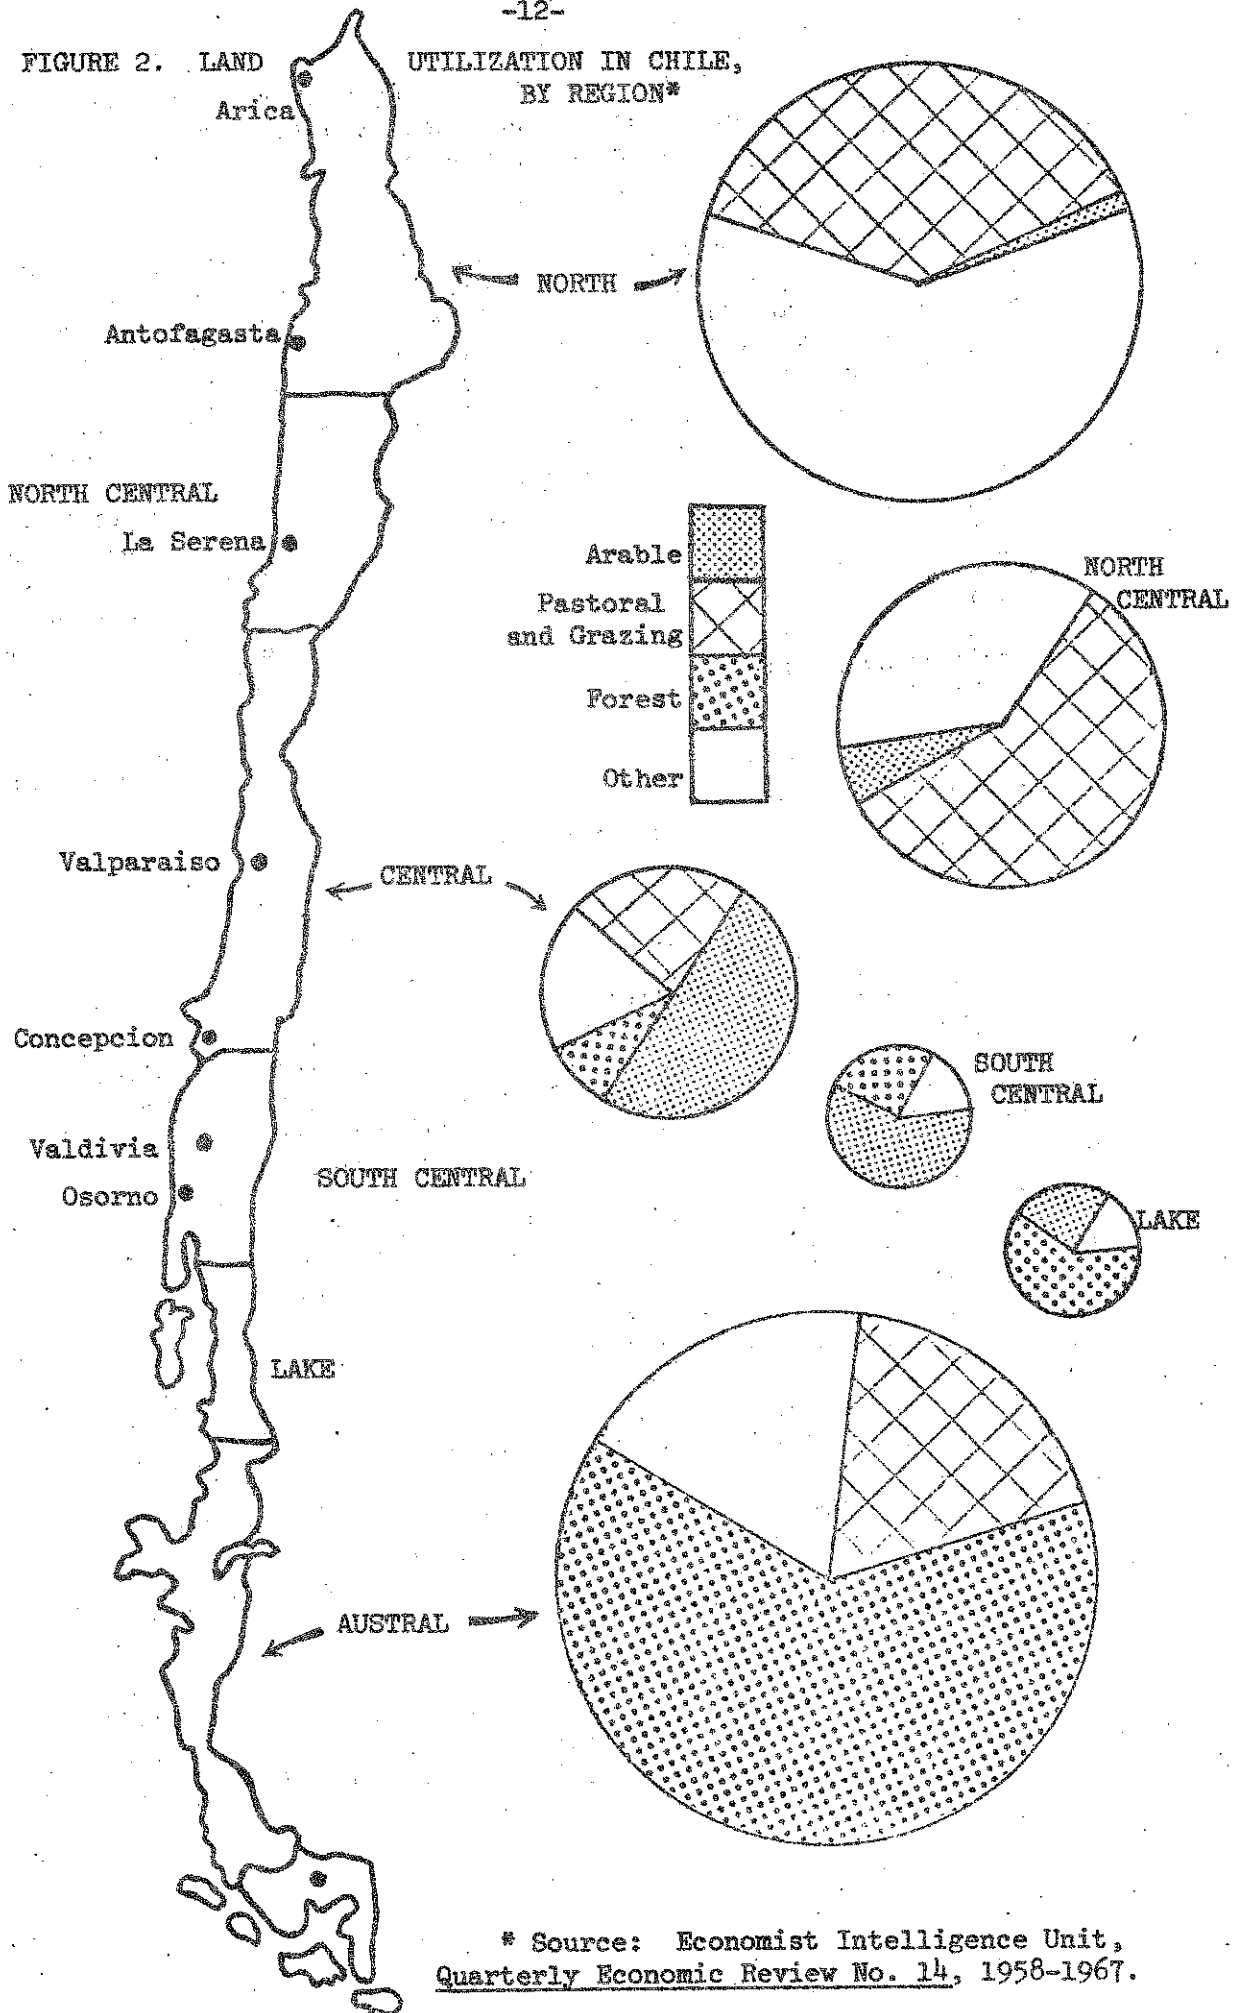 -12-
FIGURE 2. LAND UTILIZATION IN CHILE,
BY REGION*
Arica
NORTH
Antofagasta
NORTH CENTRAL
La Serena
Arable
Pastoral
and Grazing
Forest
Other
NORTH
CENTRAL
Valparaiso
CENTRAL
Concepcion
SOUTH
CENTRAL
Valdivia
Osorno
SOUTH CENTRAL
LAKE
LAKE
AUSTRAL
* Source: Economist Intelligence Unit,
Quarterly Economic Review No. 14, 1958-1967.